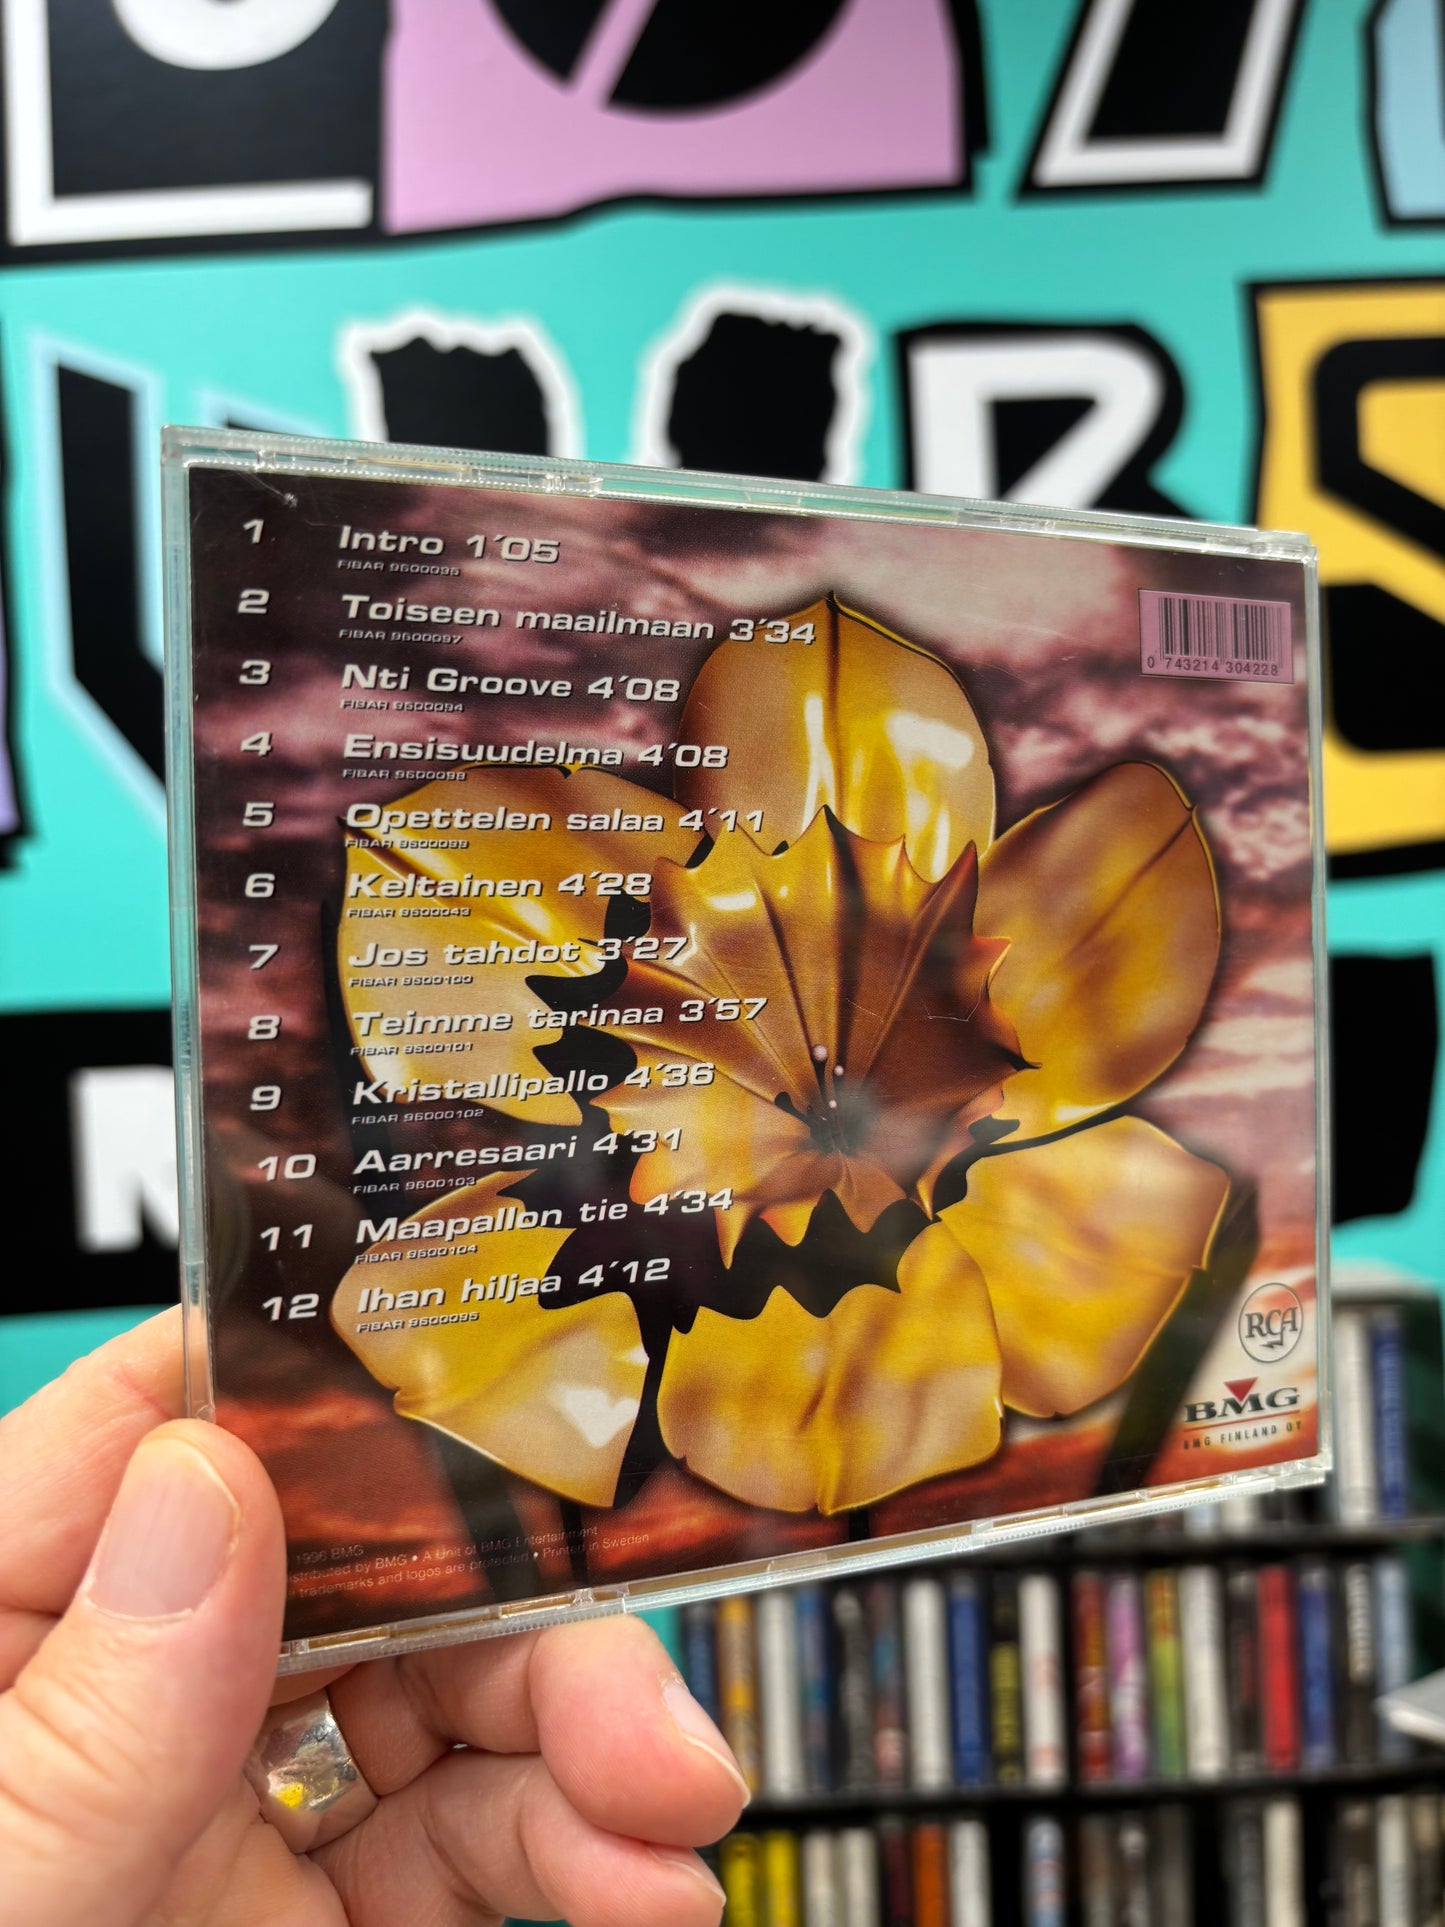 1 Intro 1´05
FIBAR 9600096
2 Toiseen maailmaan 3´34
FIBAR 9600097
3 Nti Groove 4´08
FIBAR 9600094
4 Ensisuudelma 4´08
FIBAR 9600098
5 Opettelen salaa 4´11
FIBAR 9600099
6 Keltainen 4´28
FIBAR 9600043
7 Jos tahdot 3´27
FIBAR 9600100
8 Teimme tarinaa 3´57
FIBAR 9600101
9 Kristallipallo 4´36
FIBAR 96000102
10 Aarresaari 4´31
FIBAR 9600103
11 Maapallon tie 4´34
FIBAR 9600104
12 Ihan hiljaa 4´12
FIBAR 9600095
0 743214 304228
RCA
BMG
BMG FINLAND OY
1996 BMG
istributed by BMG • A Unit of BMG Entertainment
trademarks and logos are protected • Printed in Sweden